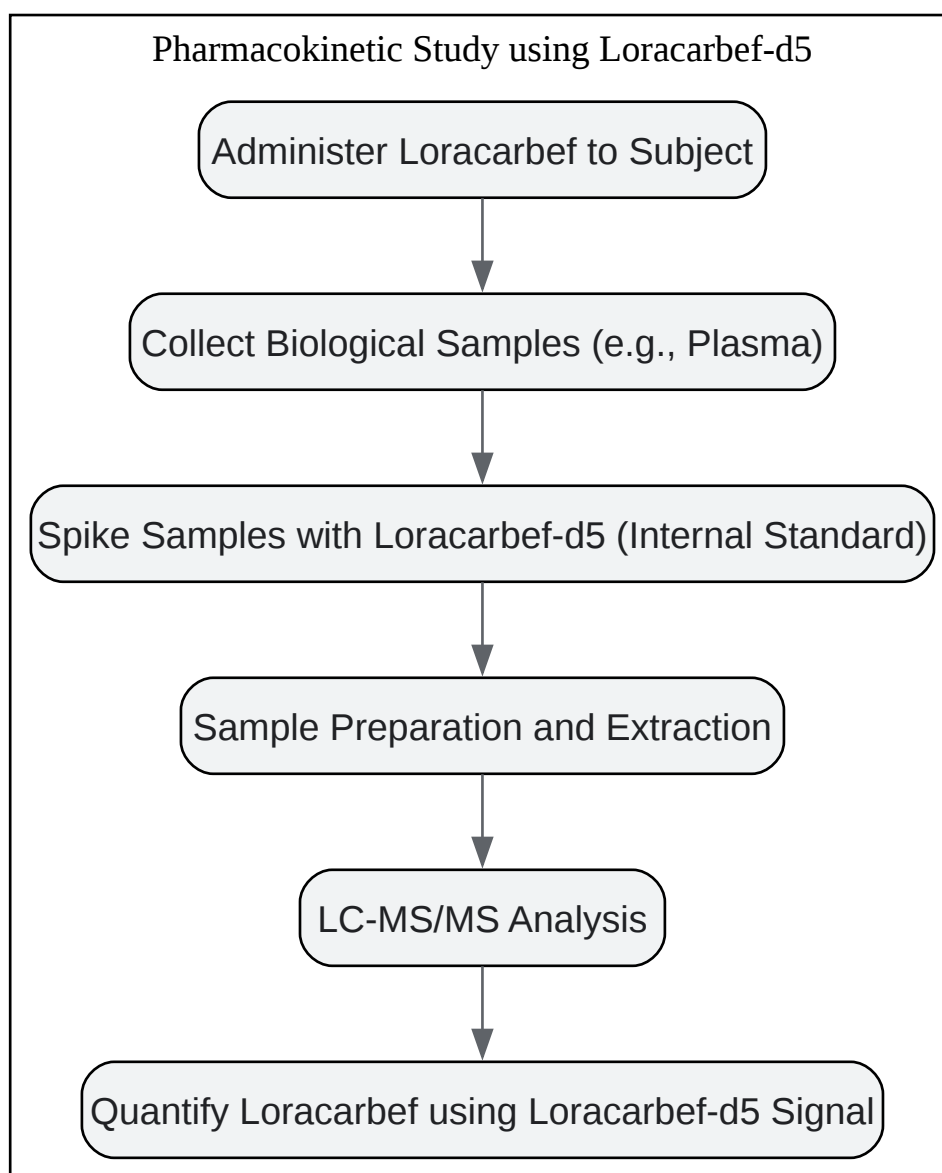 Pharmacokinetic Study using Loracarbef-d5
Administer Loracarbef to Subject
Collect Biological Samples (e.g., Plasma)
Spike Samples with Loracarbef-d5 (Internal Standard)
Sample Preparation and Extraction
LC-MS/MS Analysis
Quantify Loracarbef using Loracarbef-d5 Signal